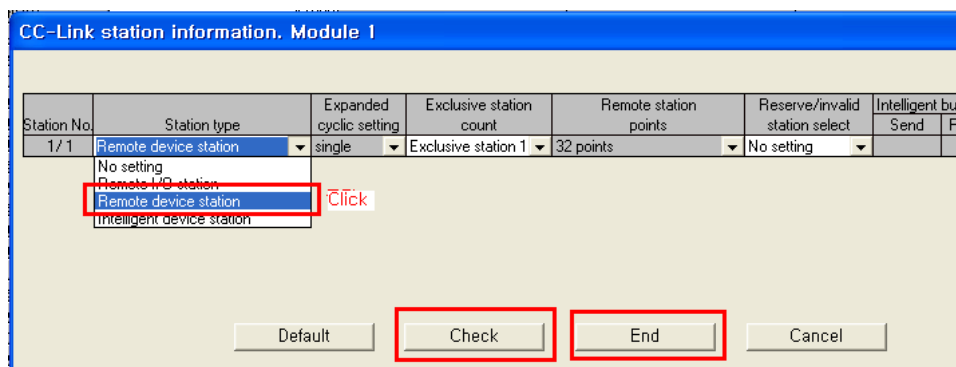 CC-Link station information. Module 1
Expanded Exclusive station Remote station Reserve/invalid Intelligent bu
Station No. Station type cyclic setting count points station select Send
1/1 Remote device station single Exclusive station 1 32 points No setting
No setting
Remote I/O station
Remote device station Click
Intelligent device station
Default Check End Cancel